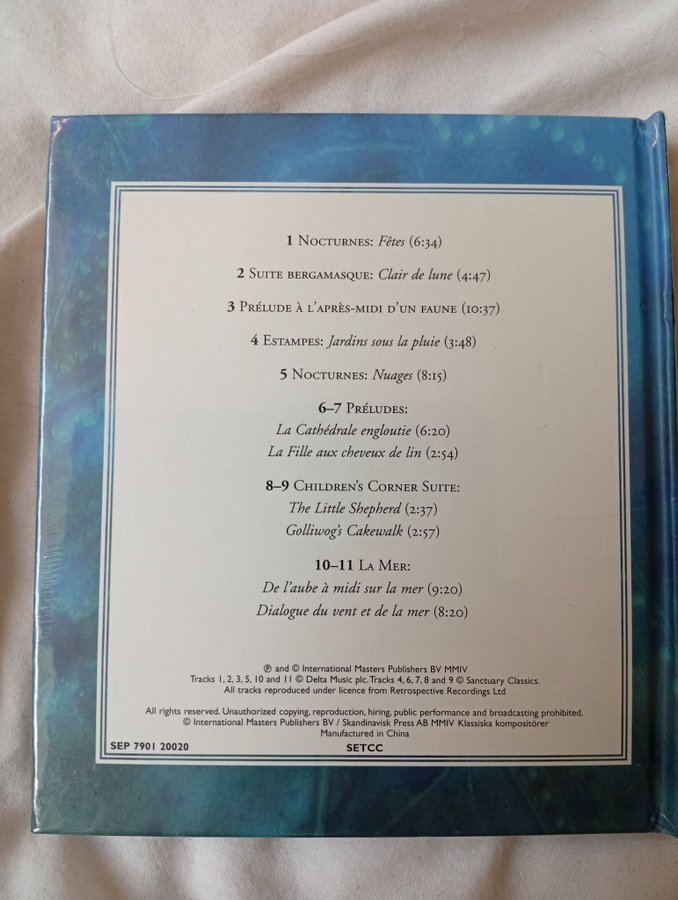 1 Nocturnes: Fêtes (6:34)
2 Suite bergamasque: Clair de lune (4:47)
3 Prélude à l'après-midi d'un faune (10:37)
4 Estampes: Jardins sous la pluie (3:48)
5 Nocturnes: Nuages (8:15)
6–7 Préludes:
La Cathédrale engloutie (6:20)
La Fille aux cheveux de lin (2:54)
8–9 Children's Corner Suite:
The Little Shepherd (2:37)
Golliwog's Cakewalk (2:57)
10–11 La Mer:
De l'aube à midi sur la mer (9:20)
Dialogue du vent et de la mer (8:20)
℗ and © International Masters Publishers BV MMIV
Tracks 1, 2, 3, 5, 10 and 11 © Delta Music plc. Tracks 4, 6, 7, 8 and 9 © Sanctuary Classics.
All tracks reproduced under licence from Retrospective Recordings Ltd
All rights reserved. Unauthorized copying, reproduction, hiring, public performance and broadcasting prohibited.
© International Masters Publishers BV / Skandinavisk Press AB MMIV Klassiska kompositörer
Manufactured in China
SEP 7901 20020 SETCC